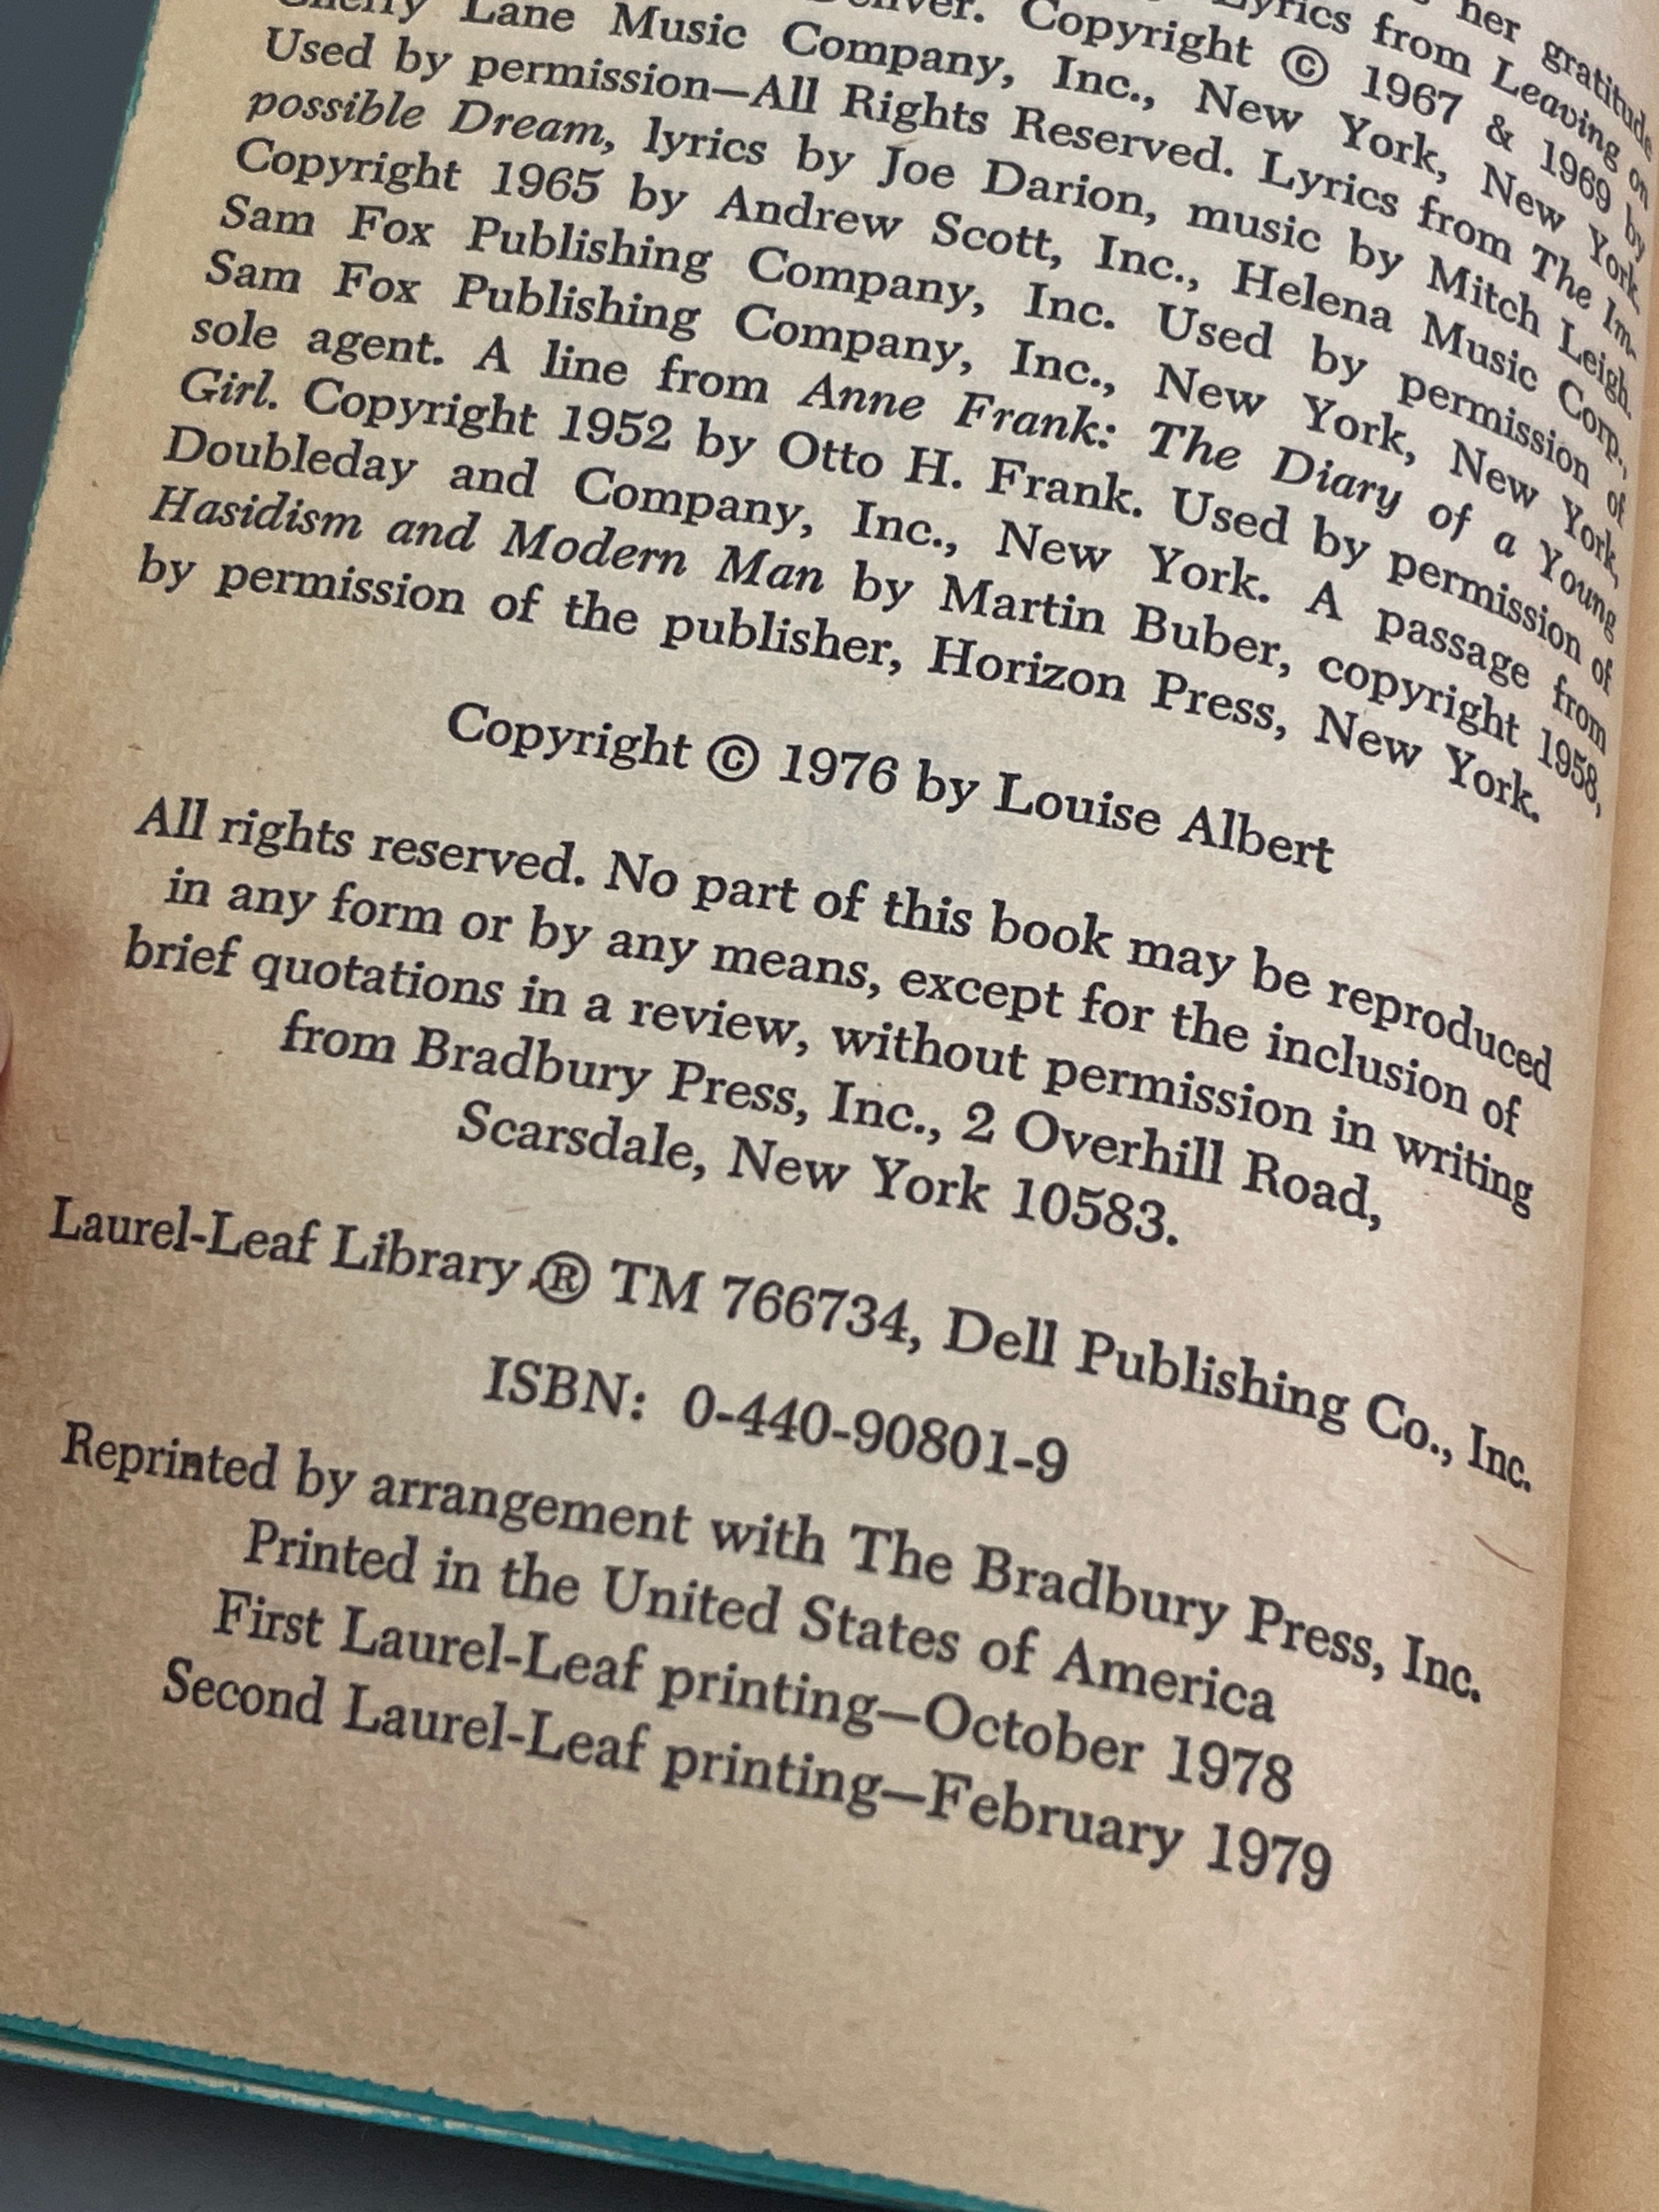 her gratitude
Lyrics from Leaving on
Denver. Copyright © 1967 & 1969 by
Cherry Lane Music Company, Inc., New York, New York.
Used by permission—All Rights Reserved. Lyrics from The Im-
possible Dream, lyrics by Joe Darion, music by Mitch Leigh.
Copyright 1965 by Andrew Scott, Inc., Helena Music Corp.,
Sam Fox Publishing Company, Inc. Used by permission of
Sam Fox Publishing Company, Inc., New York, New York,
sole agent. A line from Anne Frank: The Diary of a Young
Girl. Copyright 1952 by Otto H. Frank. Used by permission of
Doubleday and Company, Inc., New York. A passage from
Hasidism and Modern Man by Martin Buber, copyright 1958,
by permission of the publisher, Horizon Press, New York.
Copyright © 1976 by Louise Albert
All rights reserved. No part of this book may be reproduced
in any form or by any means, except for the inclusion of
brief quotations in a review, without permission in writing
from Bradbury Press, Inc., 2 Overhill Road,
Scarsdale, New York 10583.
Laurel-Leaf Library ® TM 766734, Dell Publishing Co., Inc.
ISBN: 0-440-90801-9
Reprinted by arrangement with The Bradbury Press, Inc.
Printed in the United States of America
First Laurel-Leaf printing—October 1978
Second Laurel-Leaf printing—February 1979